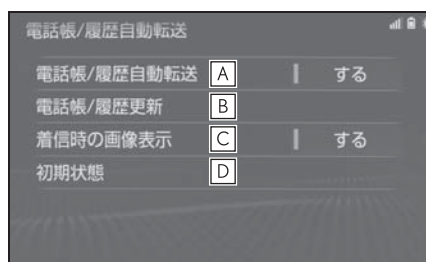 電話帳/履歴自動転送
電話帳/履歴自動転送 A する
電話帳/履歴更新 B
着信時の画像表示 C する
初期状態 D